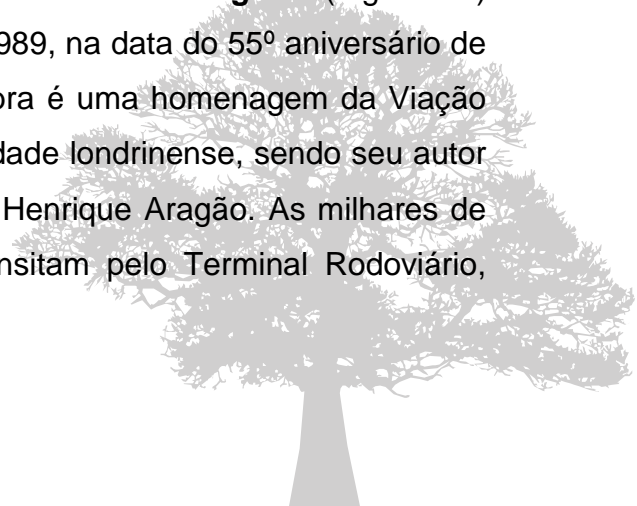 989, na data do 55º aniversário de
ora é uma homenagem da Viação
dade londrinense, sendo seu autor
Henrique Aragão. As milhares de
nsitam pelo Terminal Rodoviário,